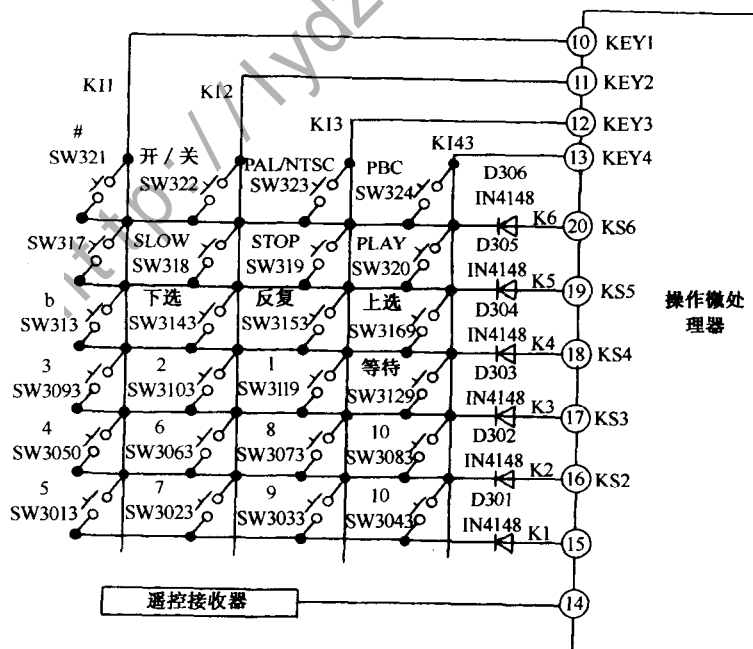 http://lydz
10 KEY1
KI1 KI2 11 KEY2
KI3 12 KEY3
KI43 13 KEY4
# 开/关 PAL/NTSC PBC D306
SW321 SW322 SW323 SW324 IN4148
K6 20 KS6
SW317 SLOW STOP PLAY D305
SW318 SW319 SW320 IN4148
K5 19 KS5
b 下选 反复 上选 D304
SW313 SW3143 SW3153 SW3169 IN4148
K4 18 KS4
操作微处
理器
3 2 1 等待 D303
SW3093 SW3103 SW3119 SW3129 IN4148
K3 17 KS3
4 6 8 10 D302
SW3050 SW3063 SW3073 SW3083 IN4148
K2 16 KS2
5 7 9 10 D301
SW3013 SW3023 SW3033 SW3043 IN4148
K1 15
遥控接收器 14